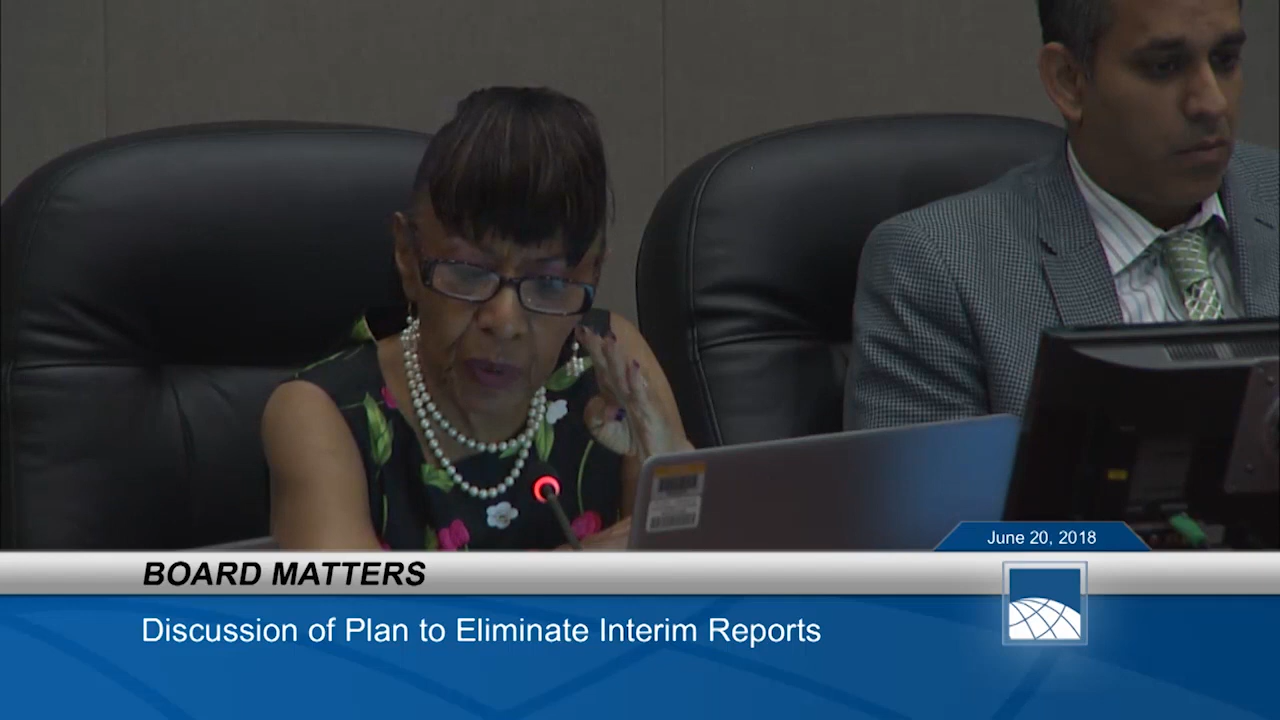 June 20, 2018
BOARD MATTERS
Discussion of Plan to Eliminate Interim Reports